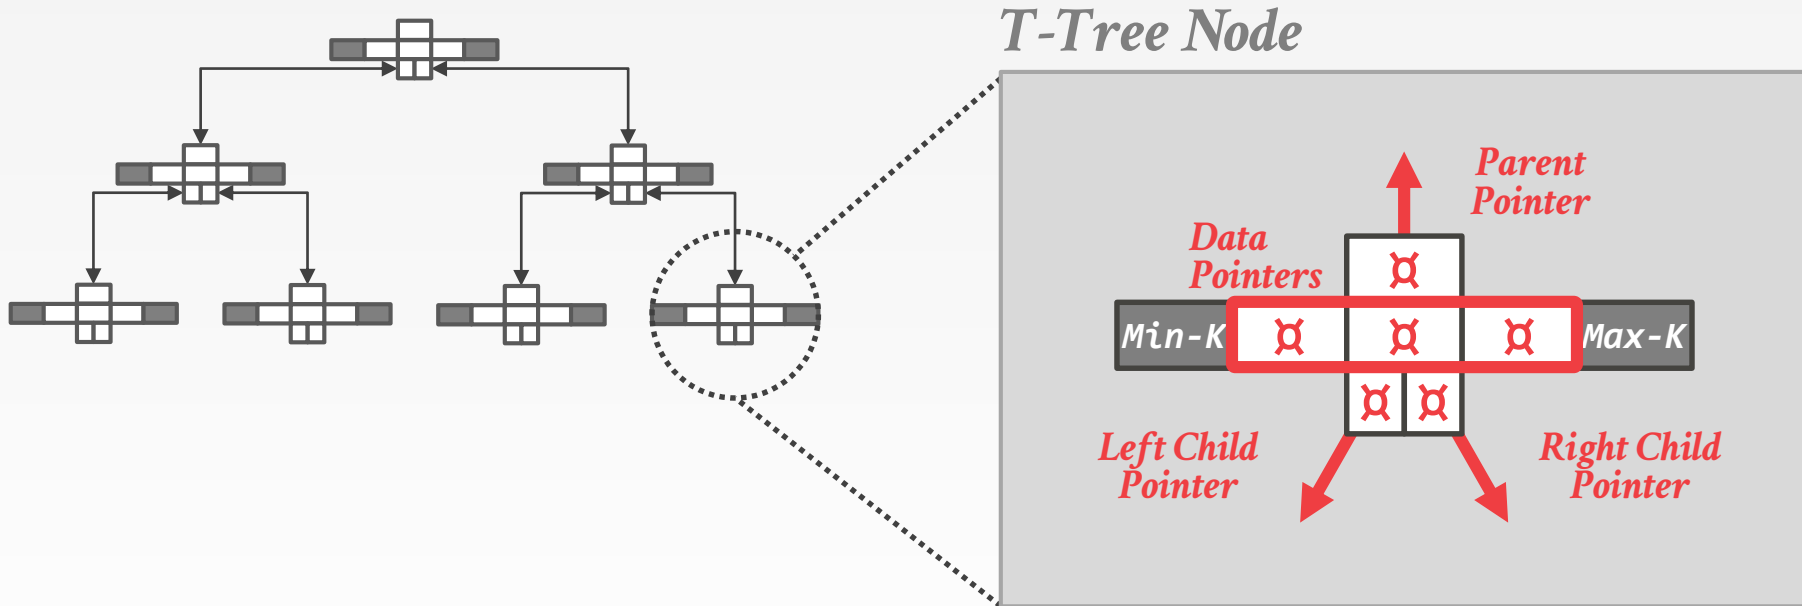 T-Tree Node
Parent
Pointer
Data
Pointers
¤
Min-K
¤
¤
¤
Max-K
¤
¤
Left Child
Pointer
Right Child
Pointer